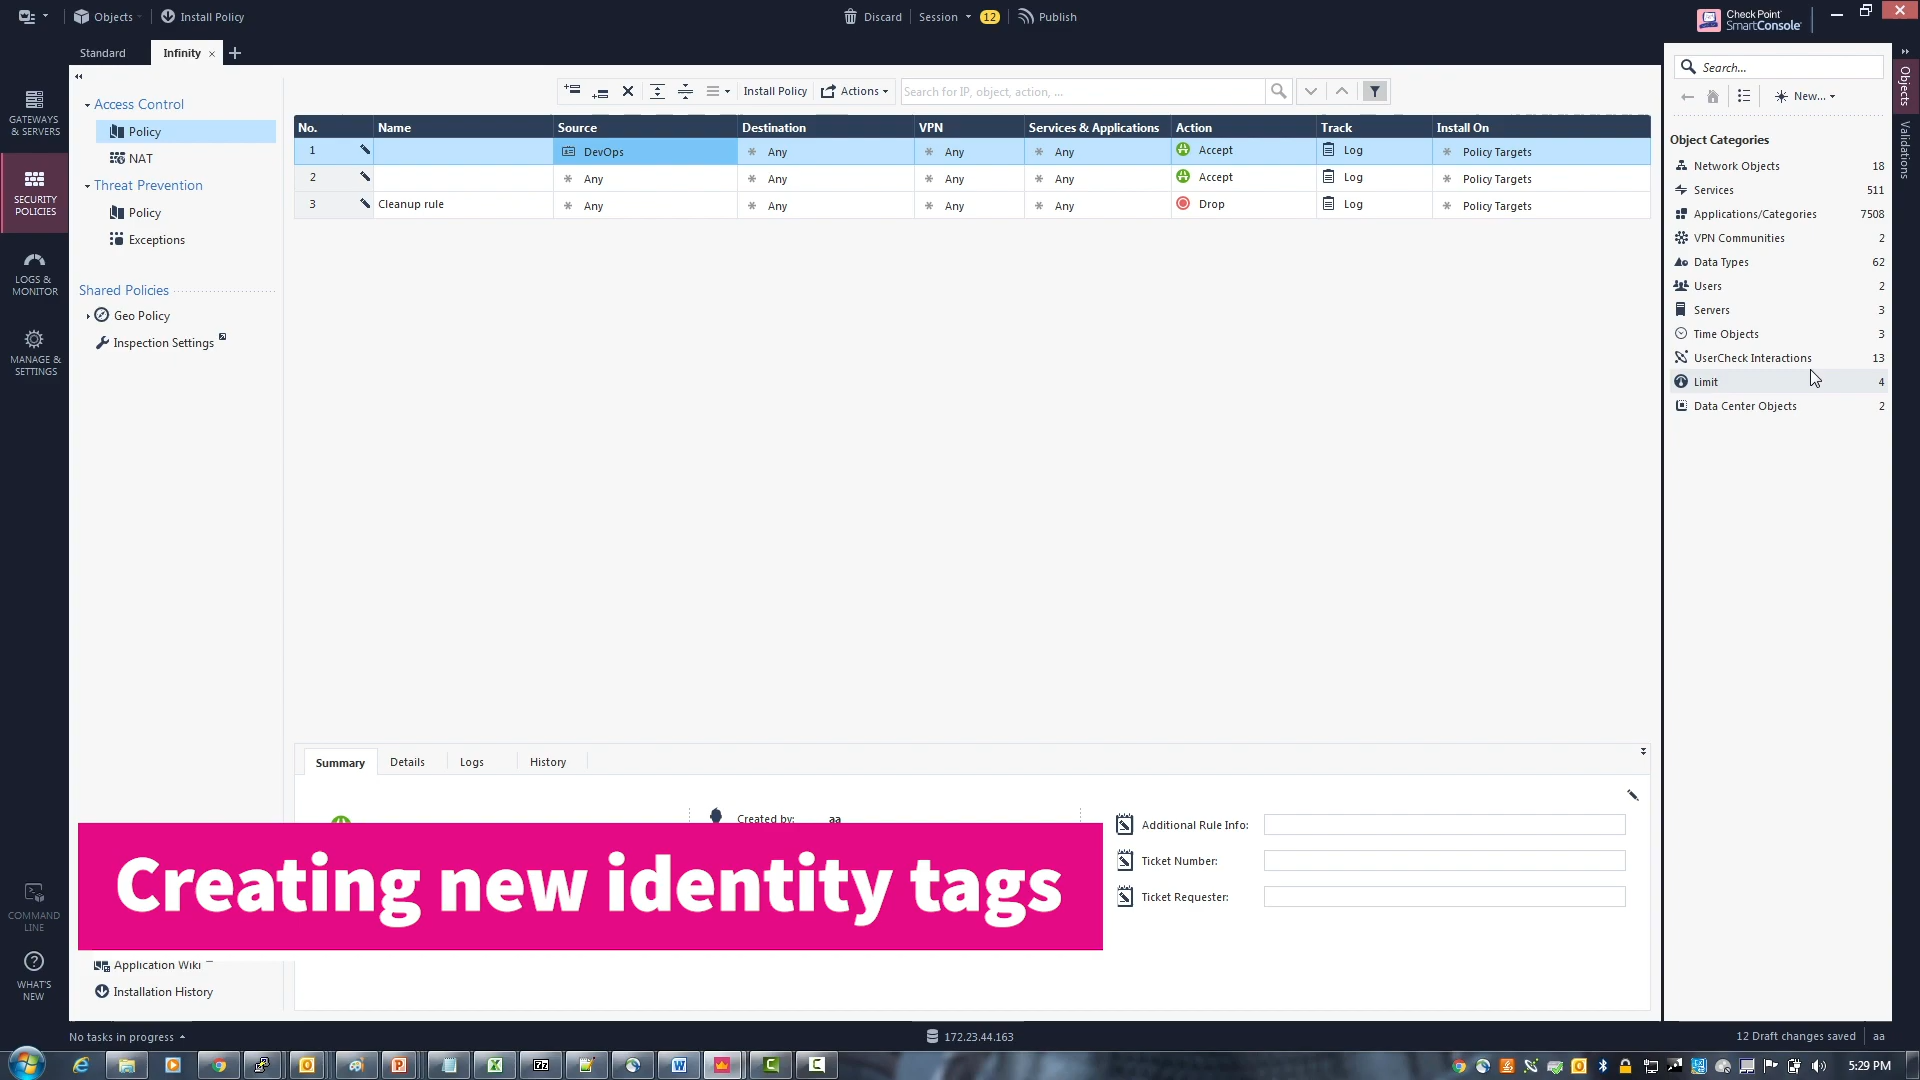 Objects
Install Policy
Discard
Session
12
Publish
Check Point
SmartConsole
Standard
Infinity
GATEWAYS
& SERVERS
SECURITY
POLICIES
LOGS &
MONITOR
MANAGE &
SETTINGS
COMMAND
LINE
WHAT'S
NEW
Access Control
Policy
NAT
Threat Prevention
Policy
Exceptions
Shared Policies
Geo Policy
Inspection Settings
Application Wiki
Installation History
Install Policy
Actions
Search for IP, object, action, ...
No. Name Source Destination VPN Services & Applications Action Track Install On
1 DevOps Any Any Any Accept Log Policy Targets
2 Any Any Any Any Accept Log Policy Targets
3 Cleanup rule Any Any Any Any Drop Log Policy Targets
Summary
Details
Logs
History
Created by: aa
Additional Rule Info:
Ticket Number:
Ticket Requester:
Creating new identity tags
Search...
New...
Object Categories
Network Objects 18
Services 511
Applications/Categories 7508
VPN Communities 2
Data Types 62
Users 2
Servers 3
Time Objects 3
UserCheck Interactions 13
Limit 4
Data Center Objects 2
Objects
Validations
No tasks in progress
172.23.44.163
12 Draft changes saved
aa
5:29 PM